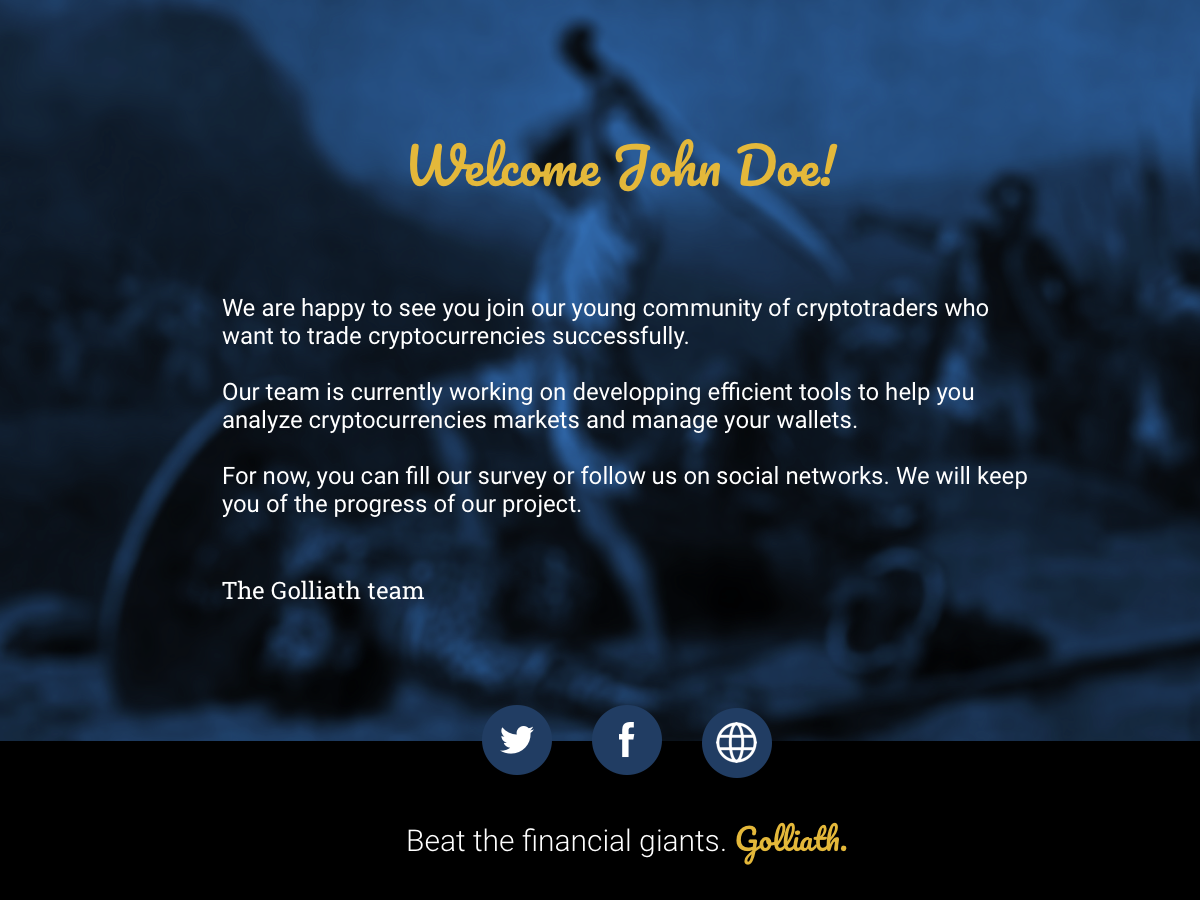 Welcome John Doe!
We are happy to see you join our young community of cryptotraders who
want to trade cryptocurrencies successfully.
Our team is currently working on developping efficient tools to help you
analyze cryptocurrencies markets and manage your wallets.
For now, you can fill our survey or follow us on social networks. We will keep
you of the progress of our project.
The Golliath team
Beat the financial giants. Golliath.